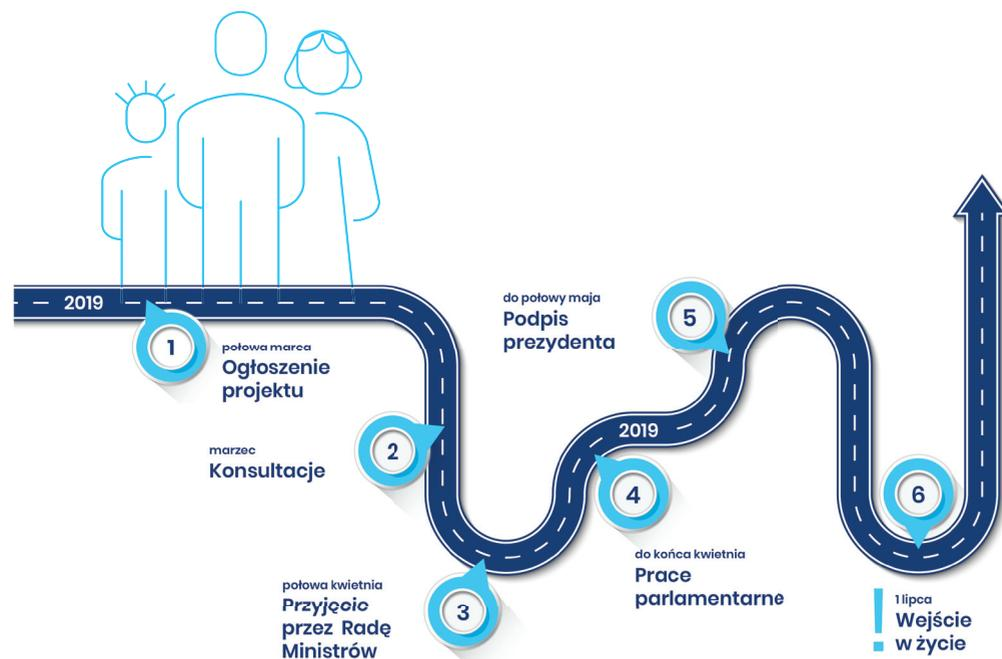 2019
1
połowa marca
Ogłoszenie
projektu
2
marzec
Konsultacje
3
połowa kwietnia
Przyjęcie
przez Radę
Ministrów
2019
4
do końca kwietnia
Prace
parlamentarne
5
do połowy maja
Podpis
prezydenta
6
! 1 lipca
Wejście
w życie